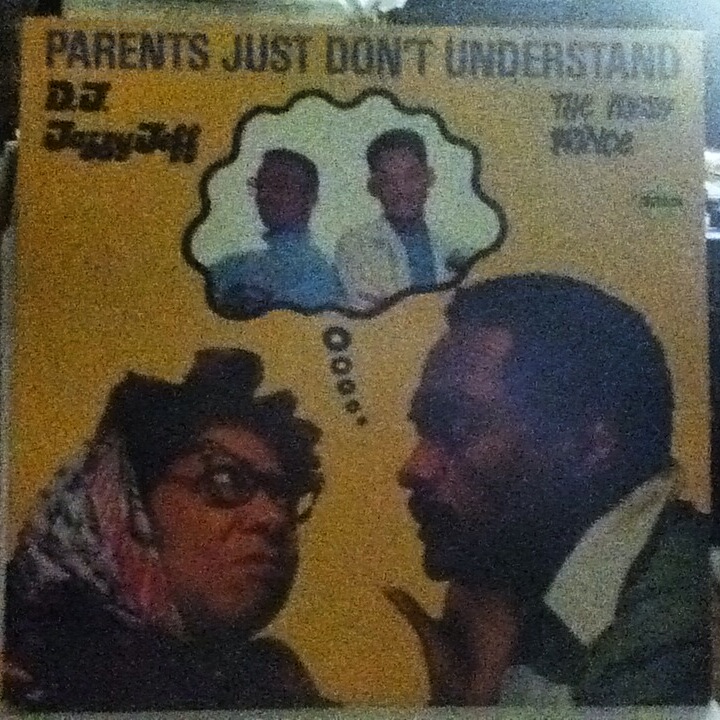 PARENTS JUST DON'T UNDERSTAND
D.J.
Jazzy Jeff
THE FRESH
PRINCE